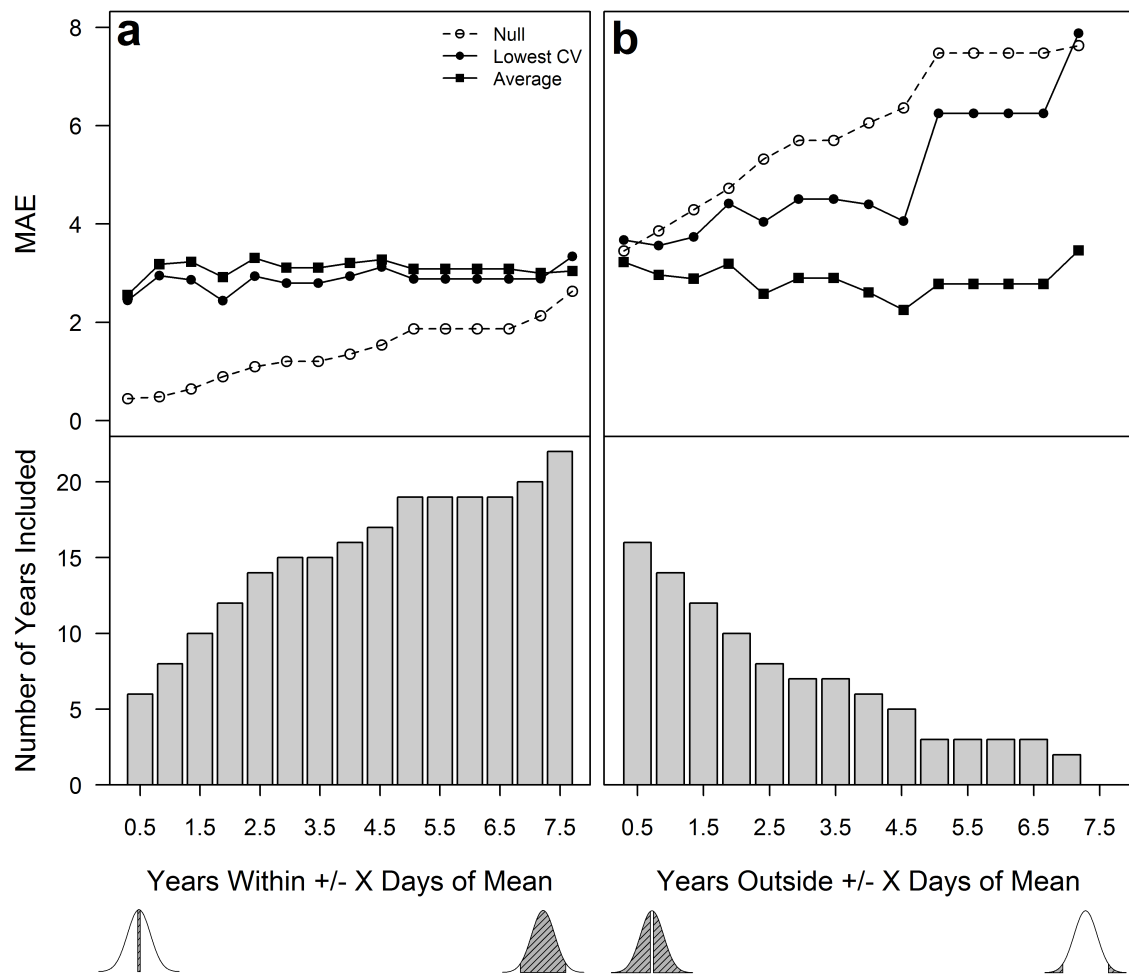 a
Null
Lowest CV
Average
b
MAE
8
6
4
2
0
Number of Years Included
20
15
10
5
0
0.5 1.5 2.5 3.5 4.5 5.5 6.5 7.5
0.5 1.5 2.5 3.5 4.5 5.5 6.5 7.5
Years Within +/- X Days of Mean
Years Outside +/- X Days of Mean